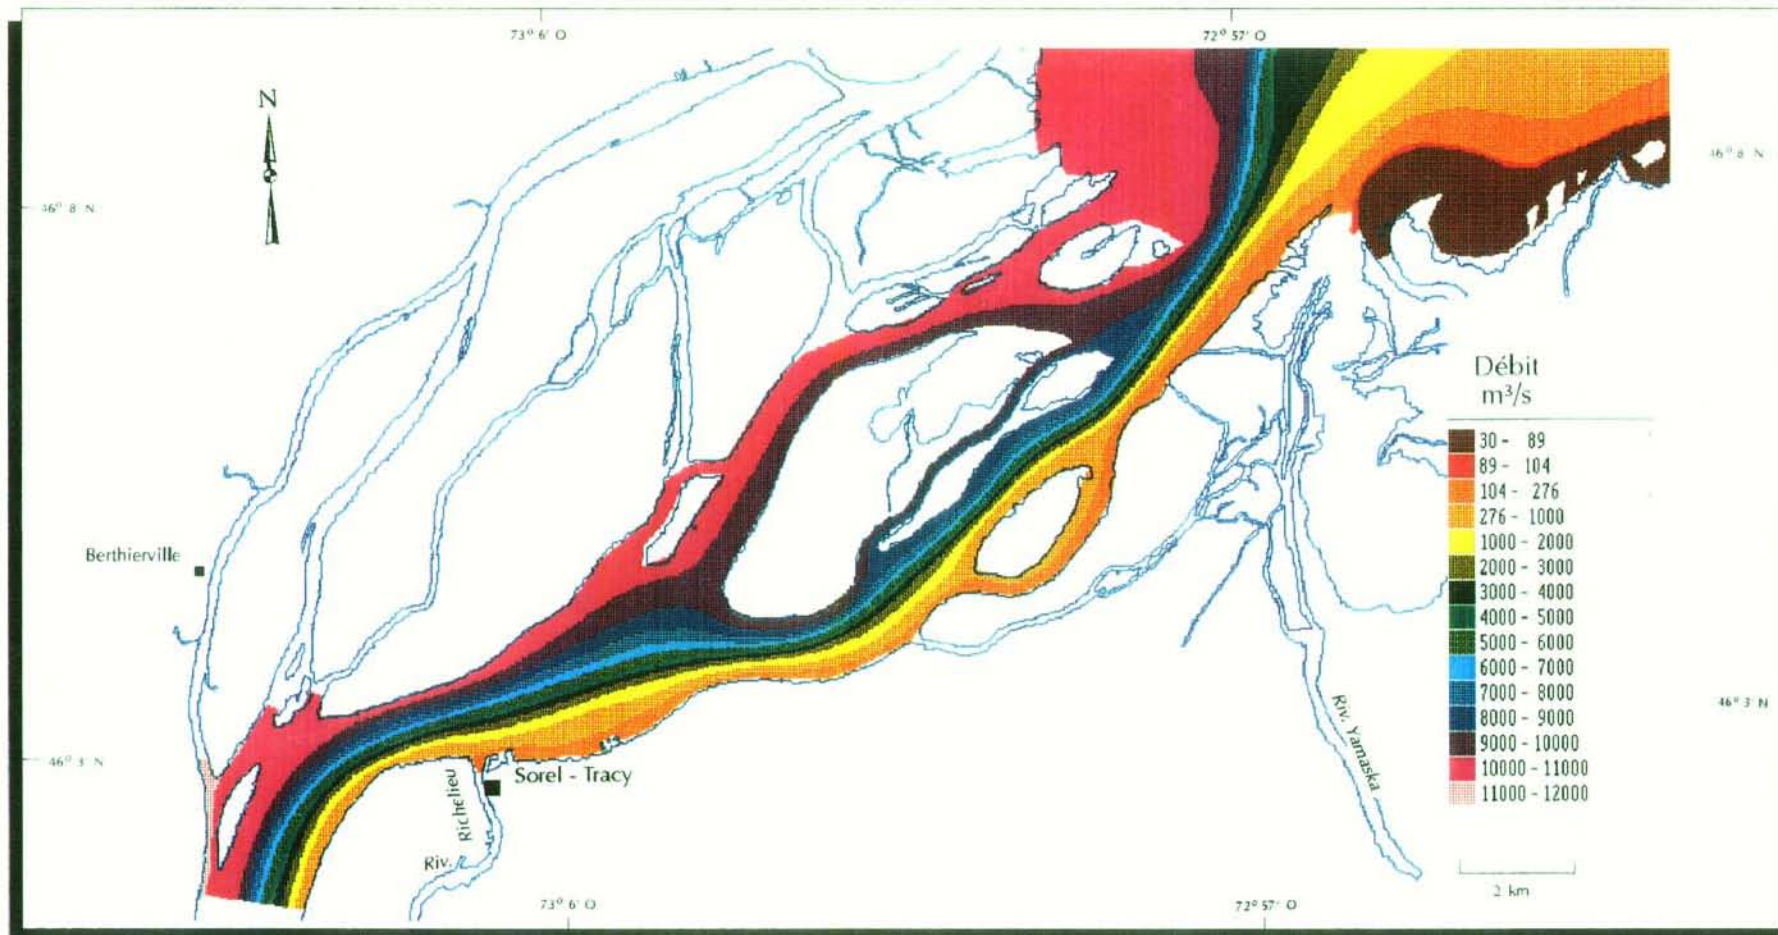 73° 6' O
72° 57' O
N
46° 8' N
46° 8' N
Débit
m³/s
30 - 89
89 - 104
104 - 276
276 - 1000
1000 - 2000
2000 - 3000
3000 - 4000
4000 - 5000
5000 - 6000
6000 - 7000
7000 - 8000
8000 - 9000
9000 - 10000
10000 - 11000
11000 - 12000
Berthierville
46° 3' N
46° 3' N
Sorel - Tracy
Riv. Richelieu
Riv. Yamaska
2 km
73° 6' O
72° 57' O